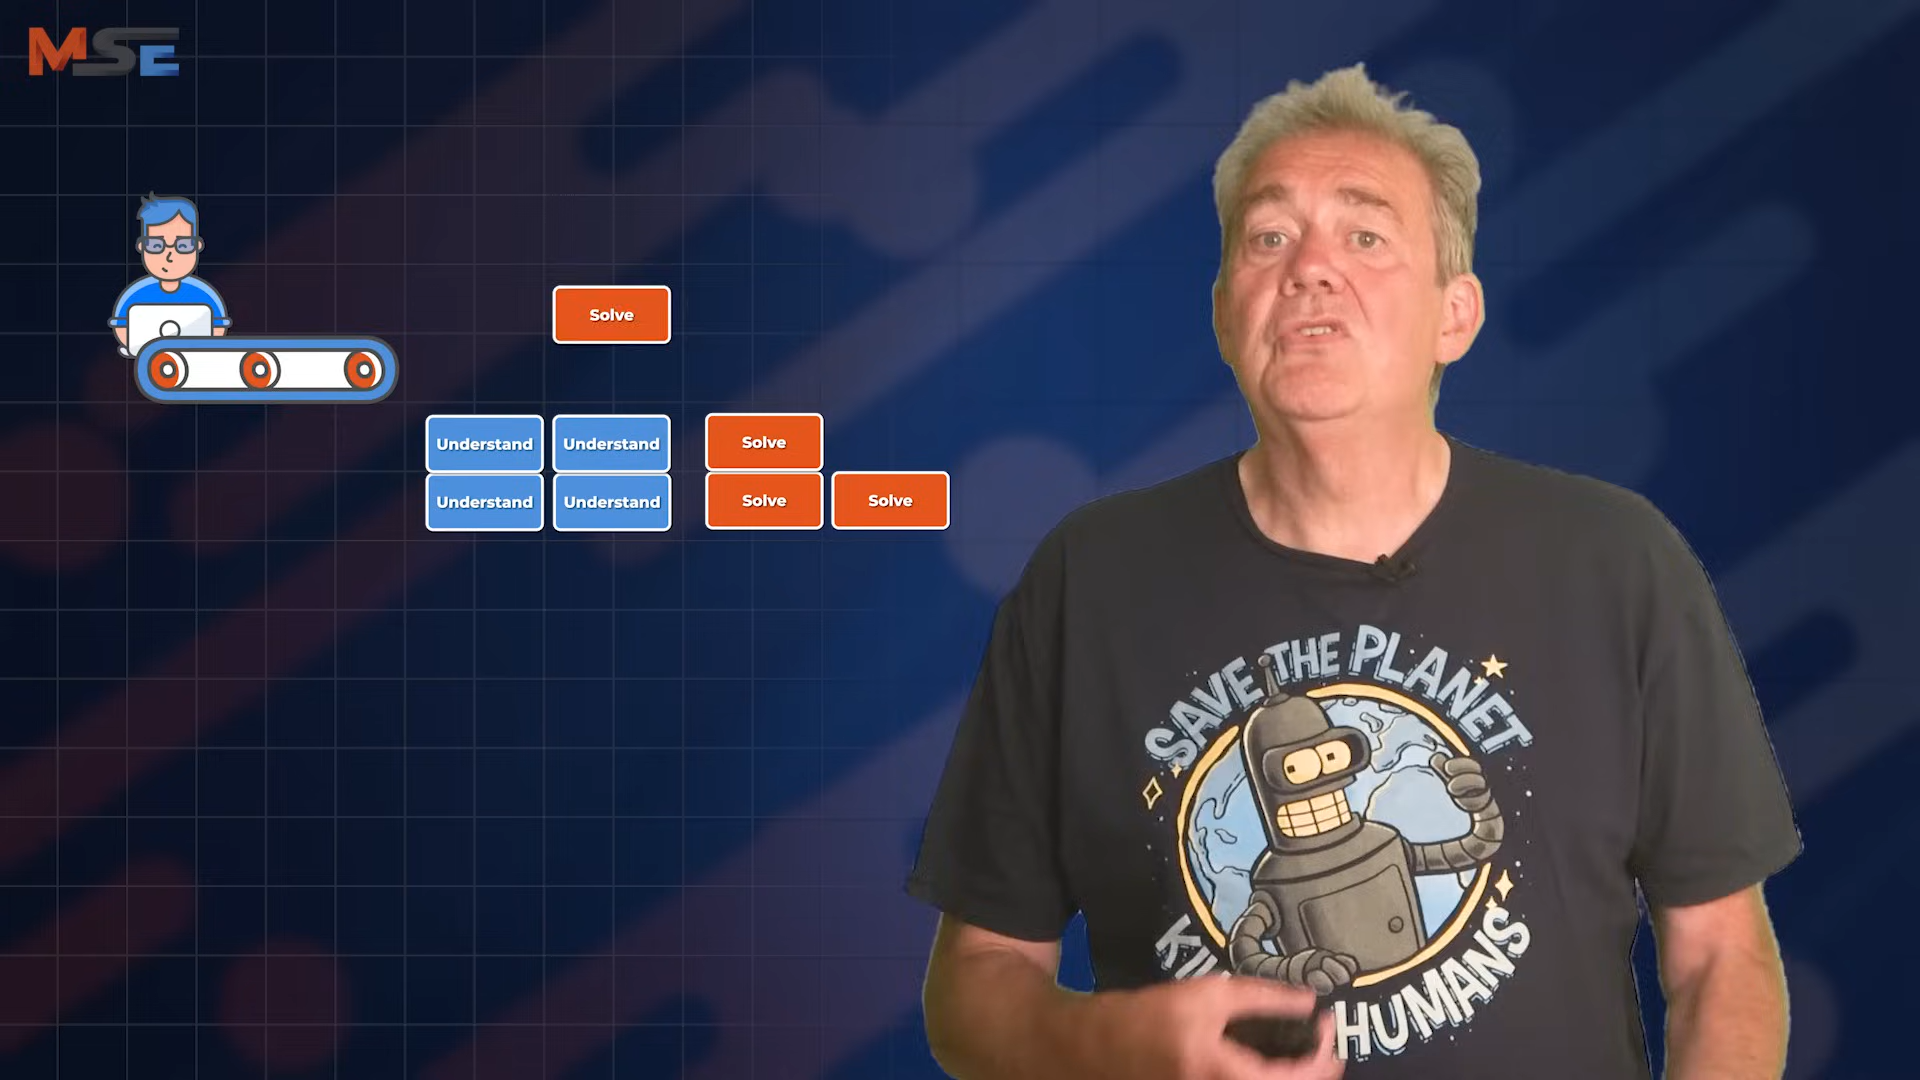 MSE
Solve
Understand Understand Solve
Understand Understand Solve Solve
SAVE THE PLANET
HUMANS